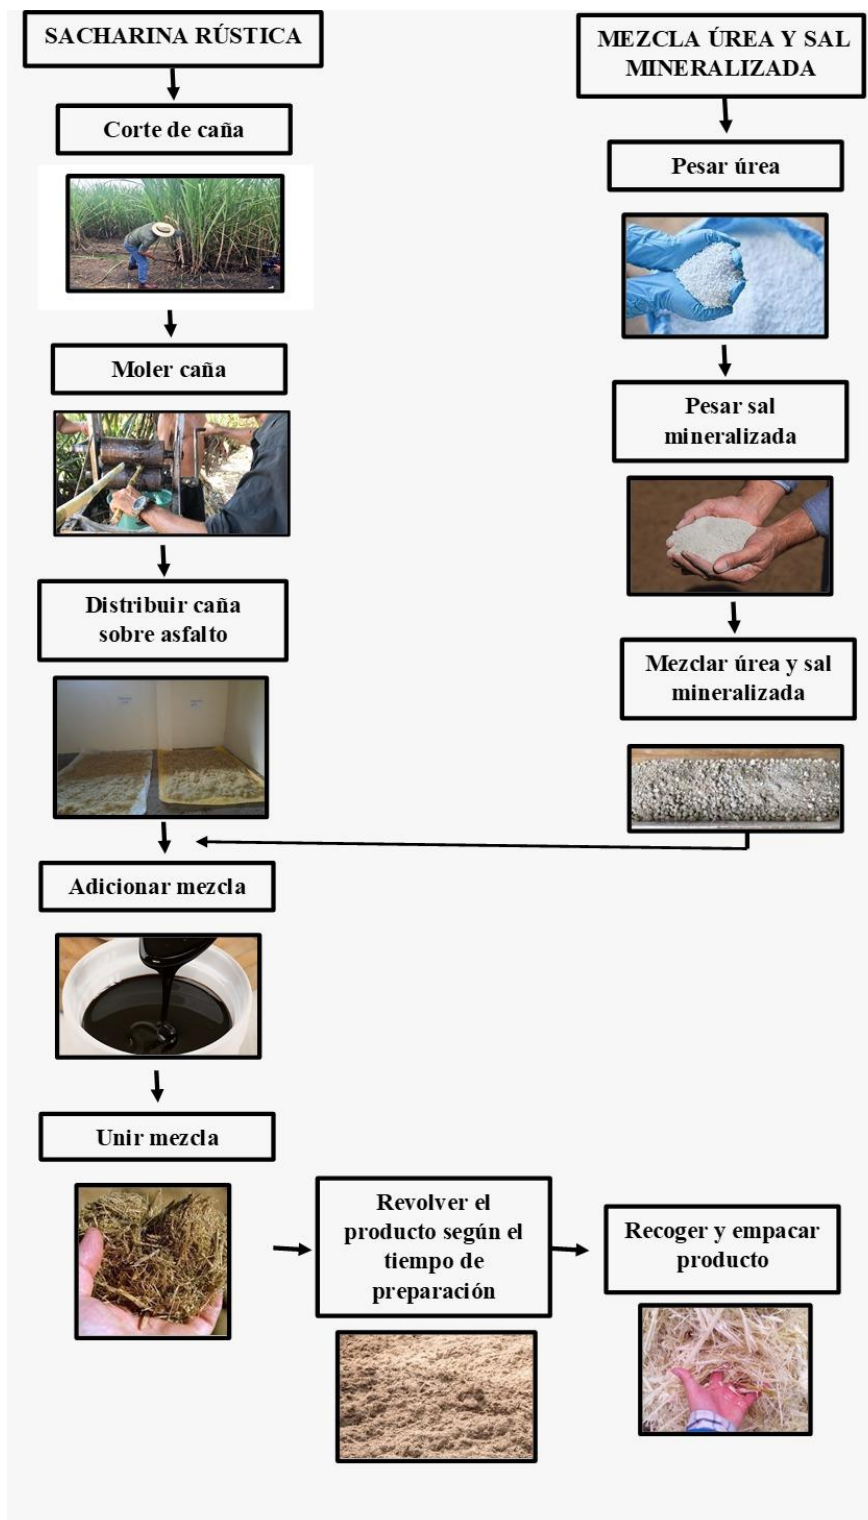 SACHARINA RÚSTICA
Corte de caña
Moler caña
Distribuir caña
sobre asfalto
MEZCLA ÚREA Y SAL
MINERALIZADA
Pesar úrea
Pesar sal
mineralizada
Mezclar úrea y sal
mineralizada
Adicionar mezcla
Unir mezcla
Revolver el
producto según el
tiempo de
preparación
Recoger y empacar
producto